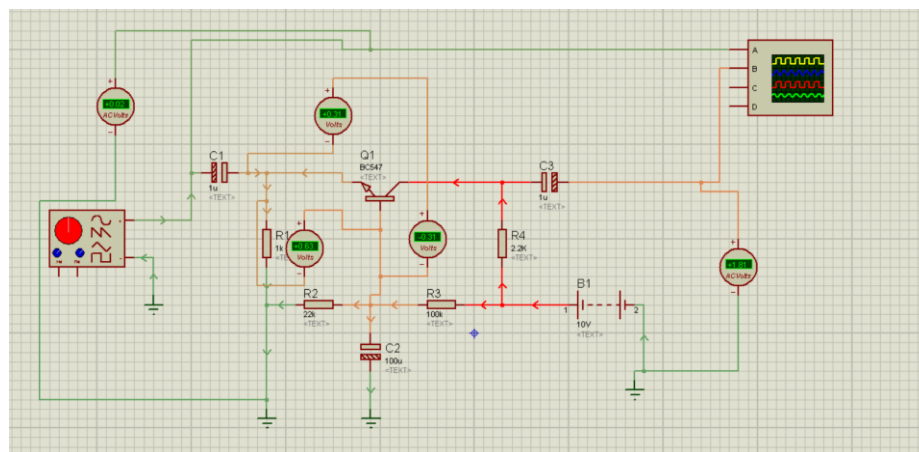 A
B
C
D
+0.02
AC Volts
+0.31
Volts
C1
1u
<TEXT>
Q1
BC547
<TEXT>
C3
1u
<TEXT>
R1
1k
<TEXT>
+0.63
Volts
-0.31
Volts
R4
2.2K
<TEXT>
+1.81
AC Volts
R2
22k
<TEXT>
R3
100k
<TEXT>
B1
1
2
10V
<TEXT>
C2
100u
<TEXT>